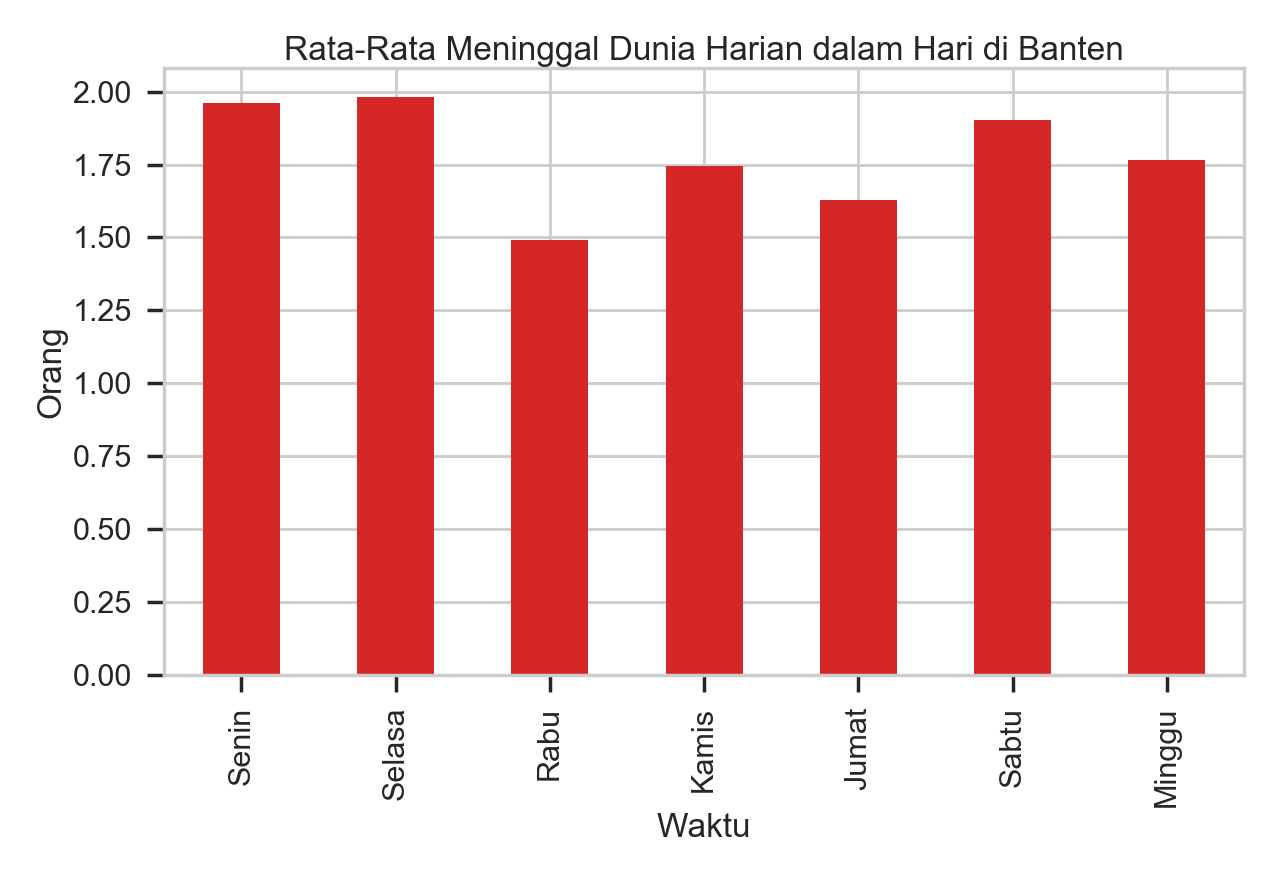 Rata-Rata Meninggal Dunia Harian dalam Hari di Banten
2.00
1.75
1.50
1.25
1.00
0.75
0.50
0.25
0.00
Orang
Senin
Selasa
Rabu
Kamis
Jumat
Sabtu
Minggu
Waktu